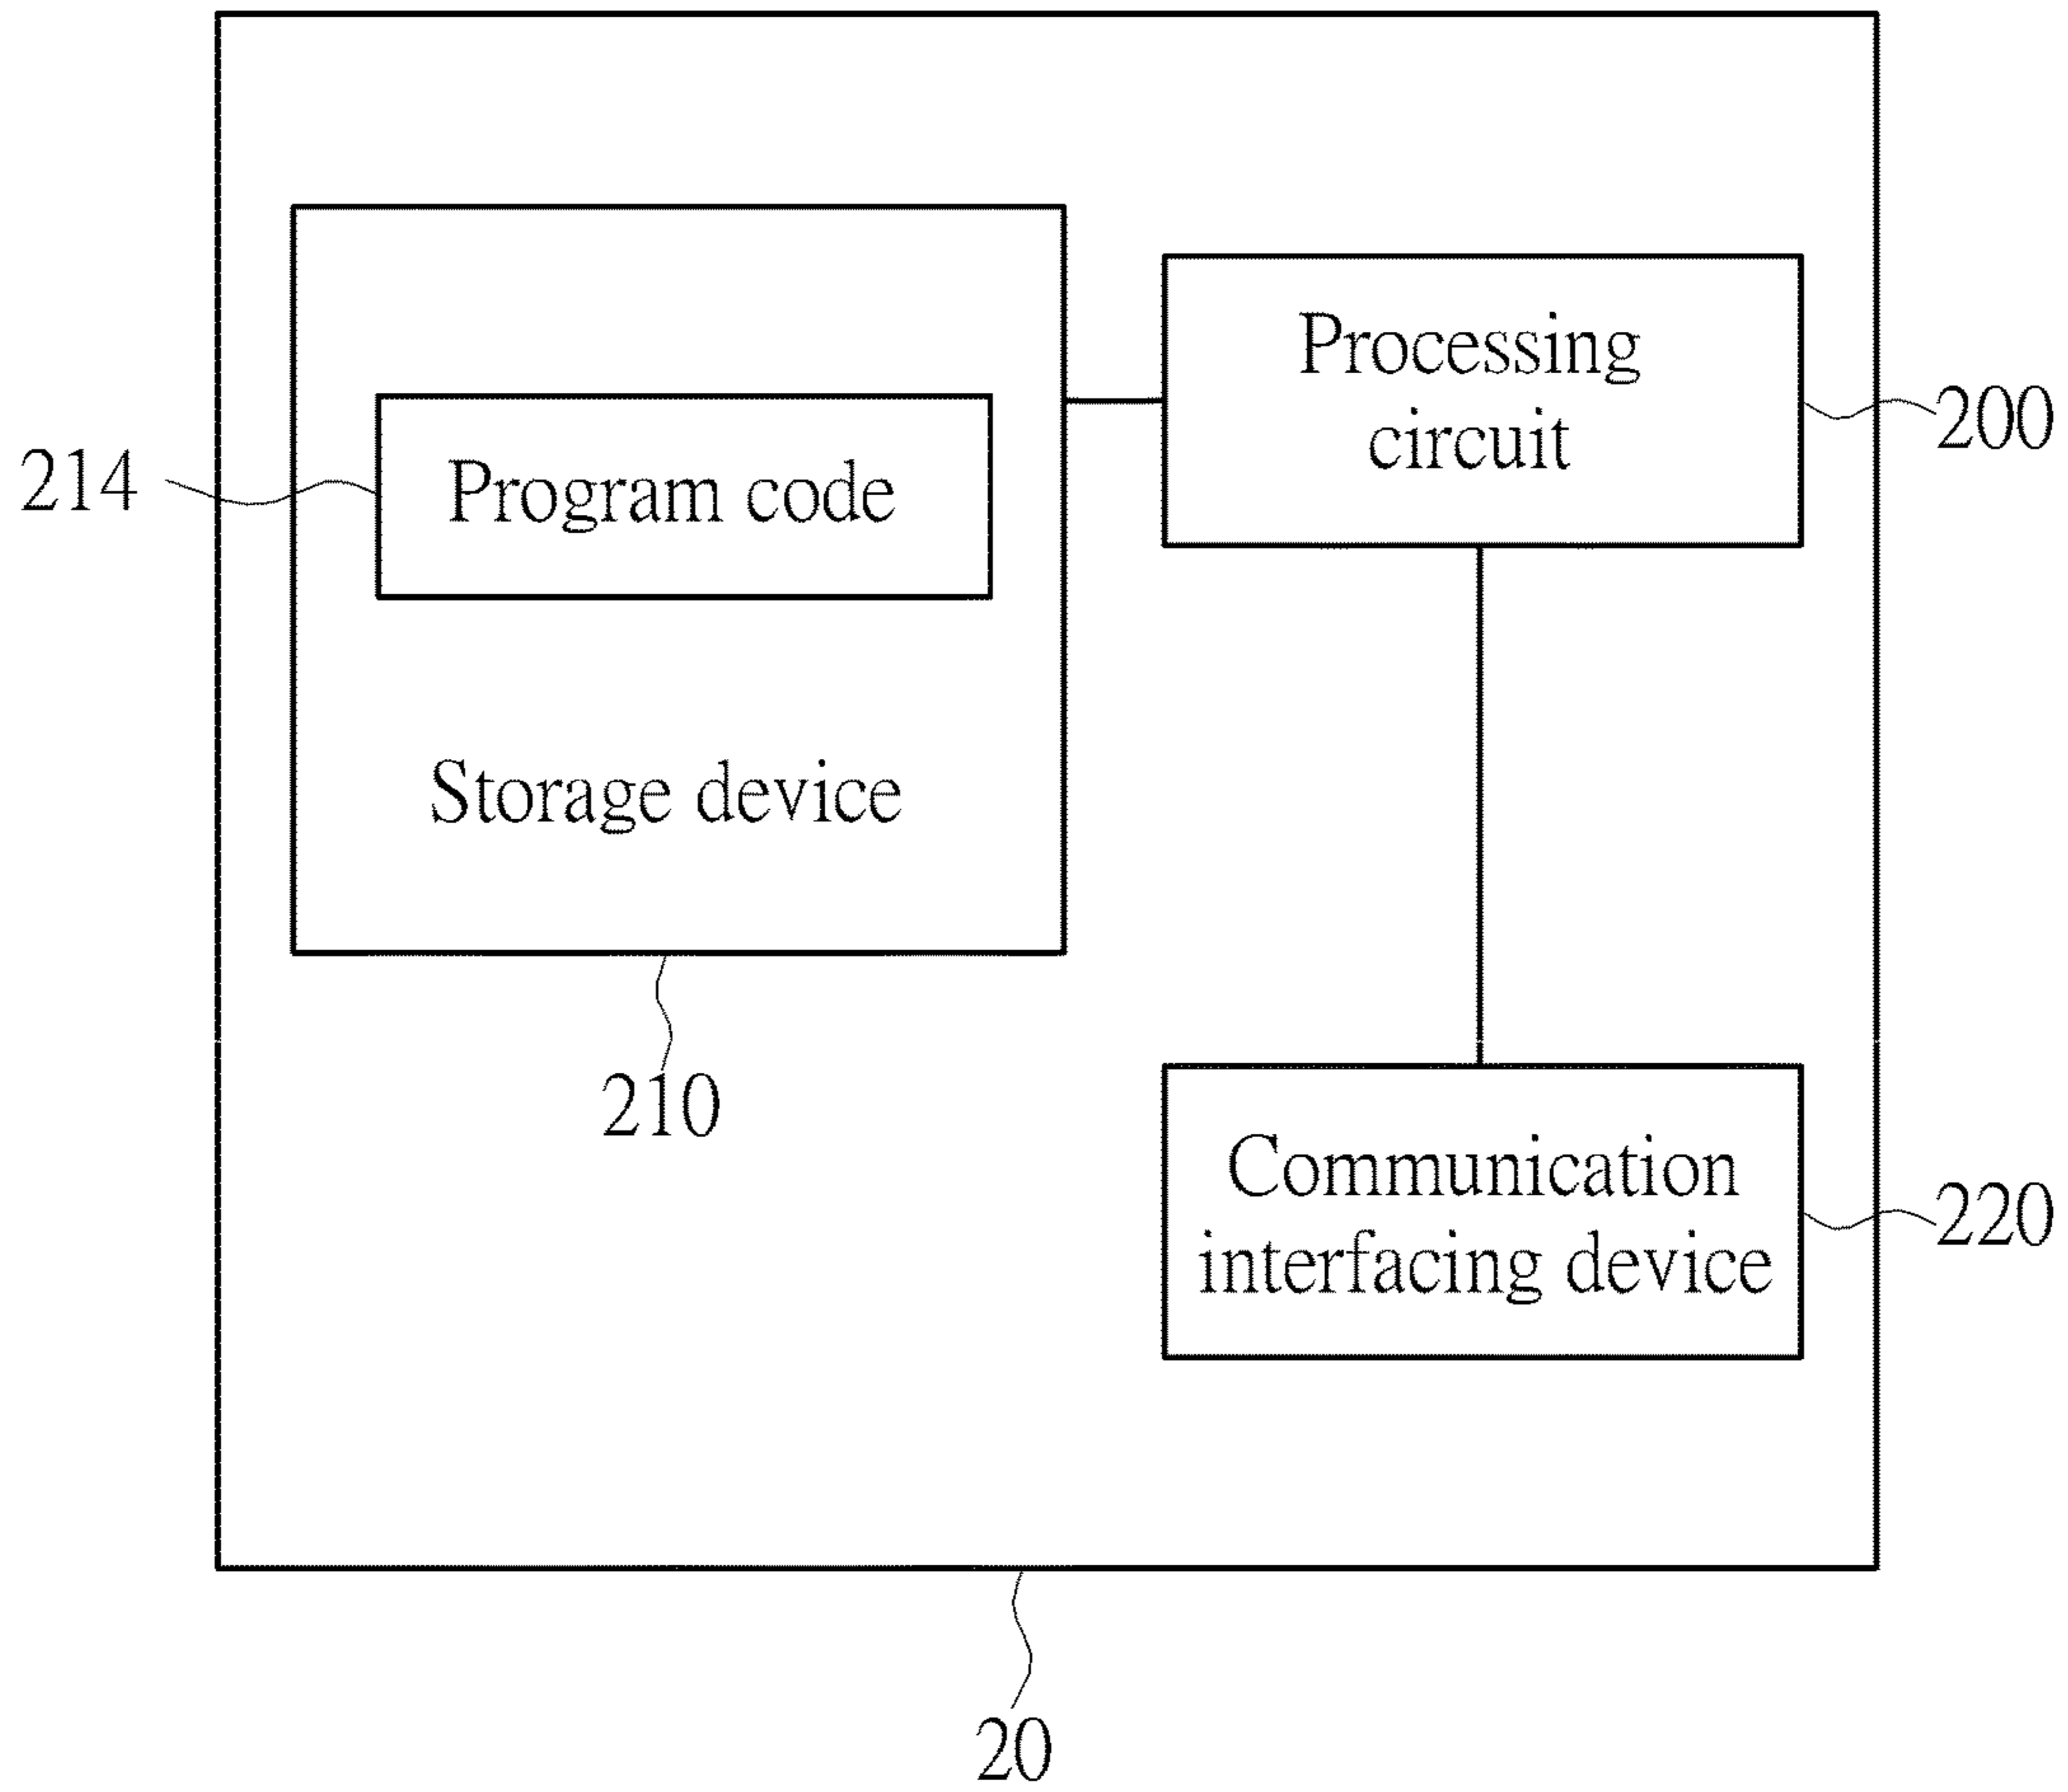 Processing
circuit
200
214
Program code
Storage device
210
Communication
interfacing device
220
20